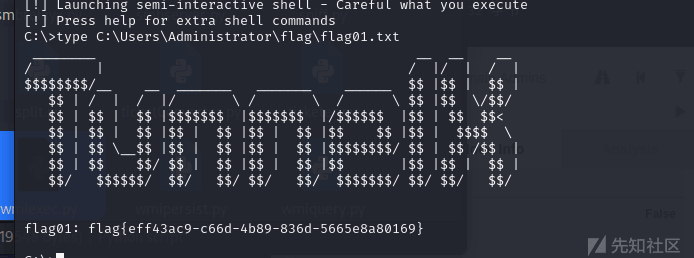 [!] Launching semi-interactive shell - Careful what you execute
[!] Press help for extra shell commands
C:\>type C:\Users\Administrator\flag\flag01.txt
flag01: flag{eff43ac9-c66d-4b89-836d-5665e8a80169}
False
先知社区